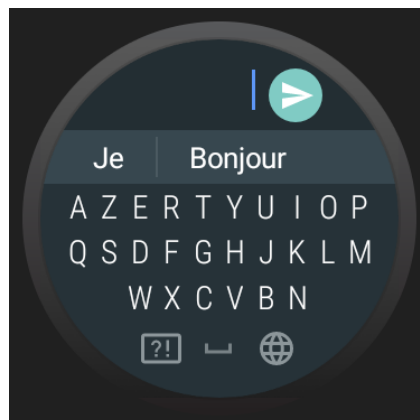 Je Bonjour
A Z E R T Y U I O P
Q S D F G H J K L M
W X C V B N
?!